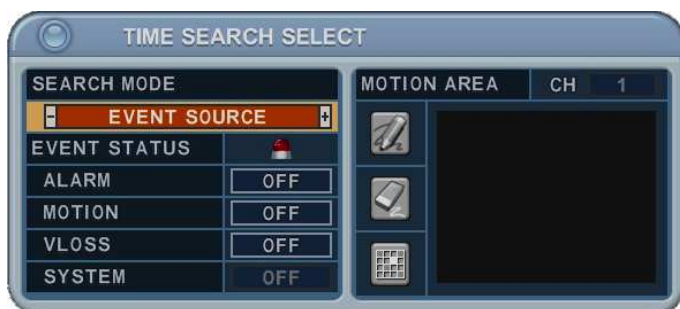 TIME SEARCH SELECT
SEARCH MODE
- EVENT SOURCE +
EVENT STATUS
ALARM OFF
MOTION OFF
VLOSS OFF
SYSTEM OFF
MOTION AREA CH 1